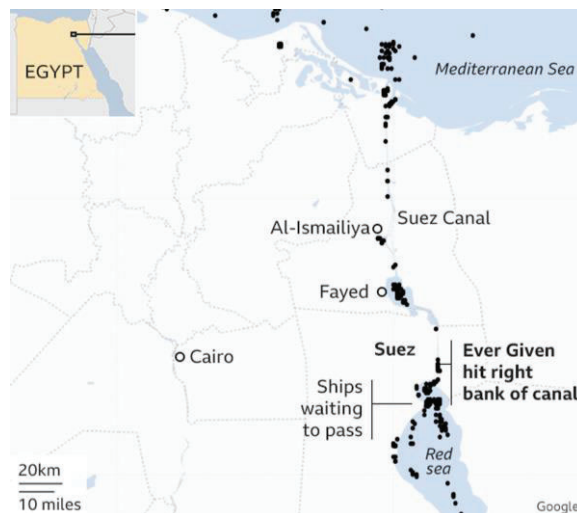 EGYPT
Mediterranean Sea
Suez Canal
Al-Ismailiya
Fayed
Suez
Ever Given
hit right
bank of canal
Cairo
Ships
waiting
to pass
Red
sea
20km
10 miles
Google